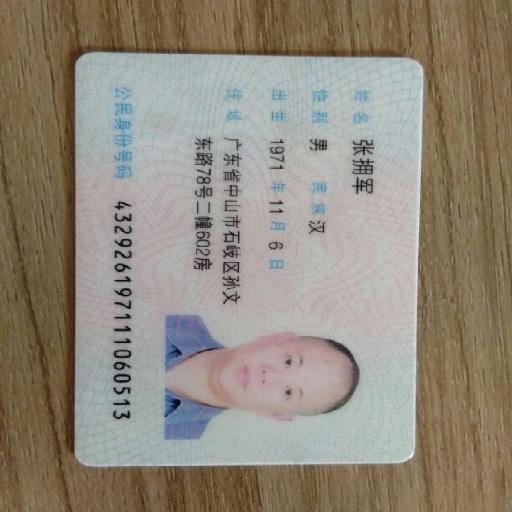 姓名 张拥军
性别 男 民族 汉
出生 1971 年 11 月 6 日
住址 广东省中山市石岐区孙文
东路78号二幢602房
公民身份号码 432926197111060513